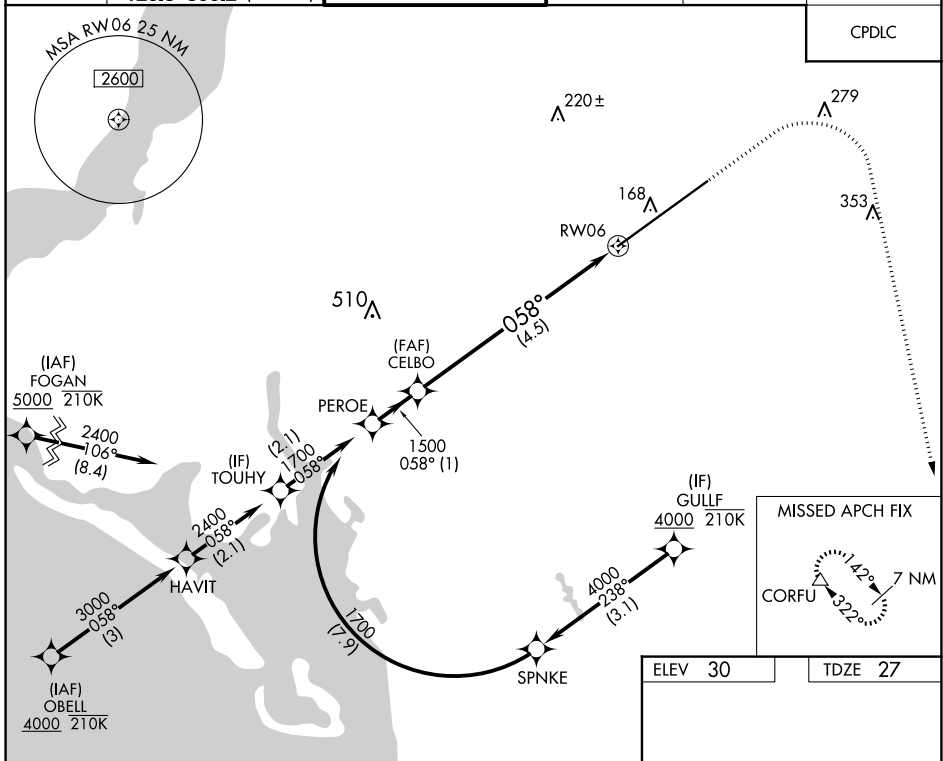 CPDLC
MSA RW06 25 NM
2600
220±
279
168
353
RW06
510
058°
(4.5)
(FAF)
CELBO
(IAF)
FOGAN
5000 210K
2400
106°
(8.4)
PEROE
1500
058° (1)
(2.1)
1700
058°
(IF)
TOUHY
(IF)
GULLF
4000 210K
2400
058°
(2.1)
HAVIT
4000
238°
(3.1)
3000
058°
(3)
1700
(7.9)
SPNKE
(IAF)
OBELL
4000 210K
MISSED APCH FIX
CORFU
142°
7 NM
322°
ELEV 30
TDZE 27